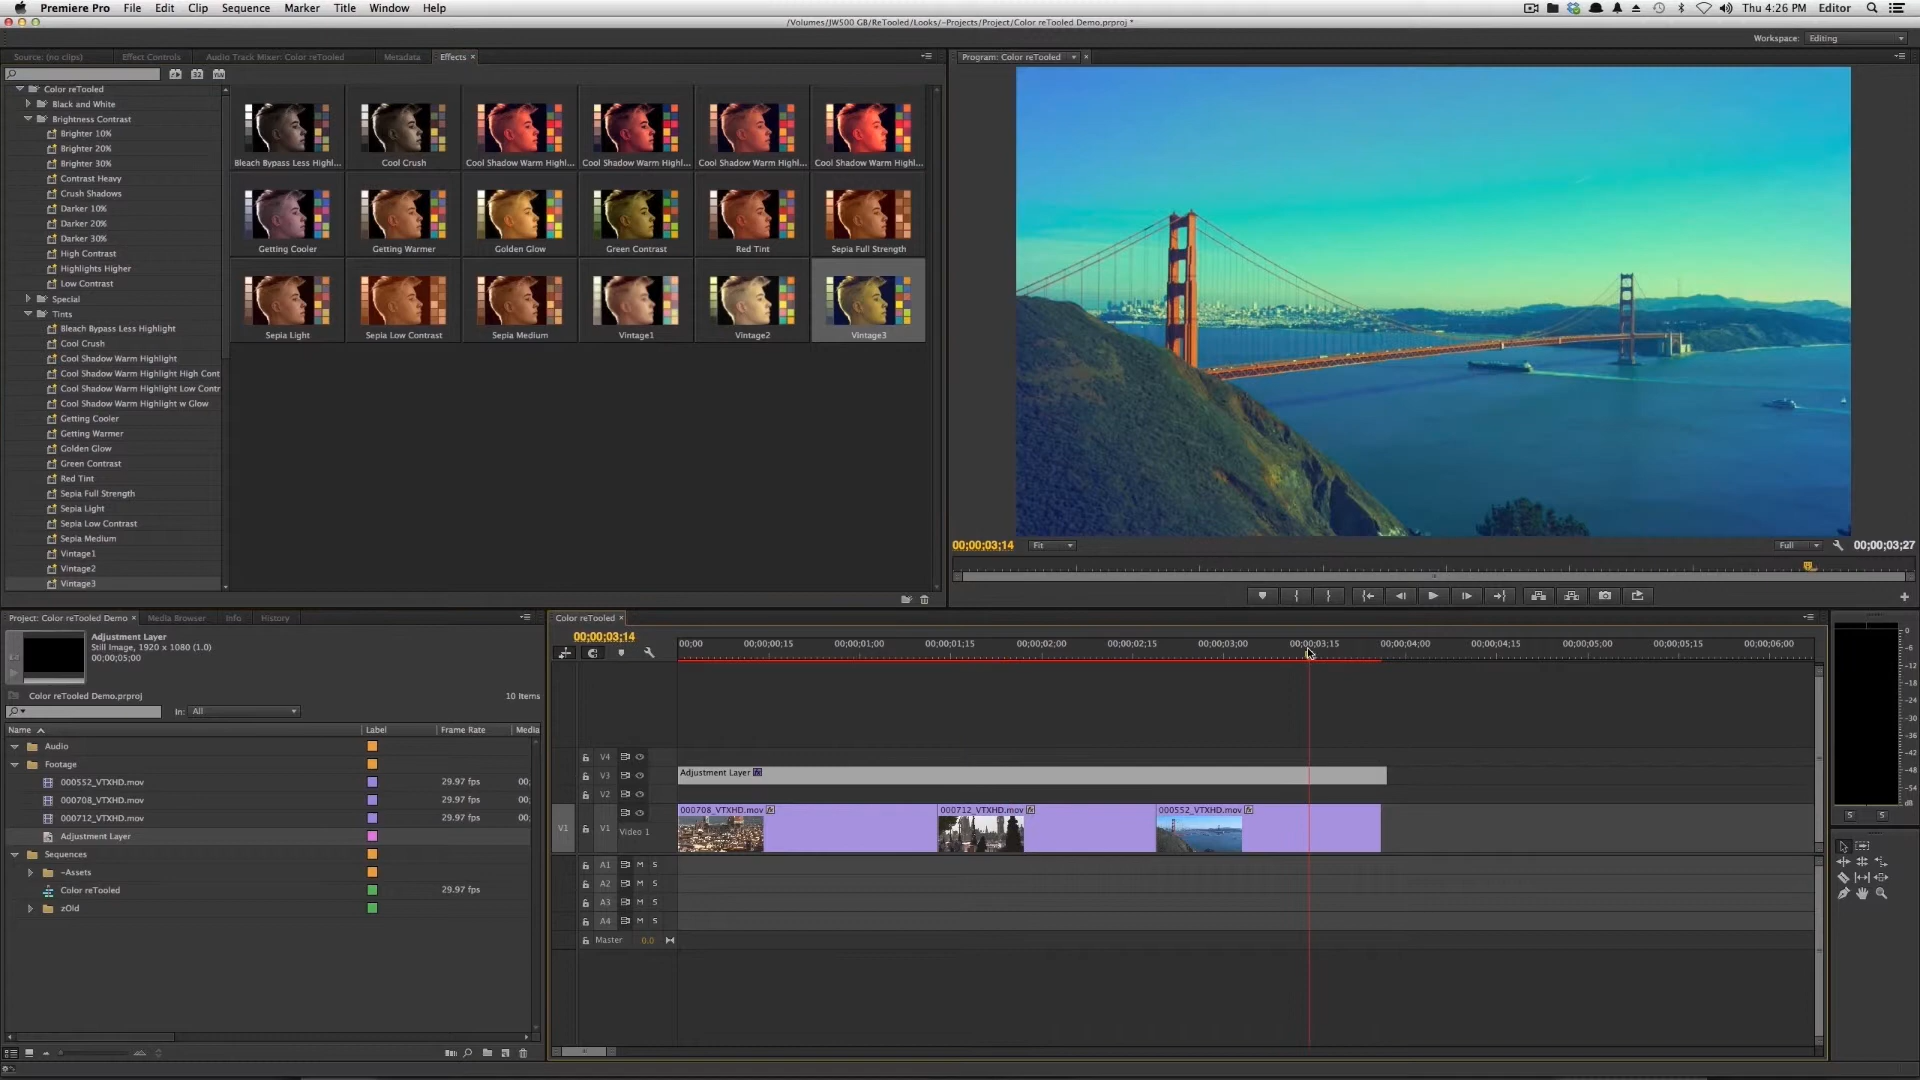 Premiere Pro File Edit Clip Sequence Marker Title Window Help Thu 4:26 PM Editor
/Volumes/JW500 GB/ReTooled/Looks/~Projects/Project/Color reTooled Demo.prproj *
Workspace: Editing
Source: (no clips) Effect Controls Audio Track Mixer: Color reTooled Metadata Effects ×
Program: Color reTooled ×
Color reTooled
Black and White
Brightness Contrast
Brighter 10%
Brighter 20%
Brighter 30%
Contrast Heavy
Crush Shadows
Darker 10%
Darker 20%
Darker 30%
High Contrast
Highlights Higher
Low Contrast
Special
Tints
Bleach Bypass Less Highlight
Cool Crush
Cool Shadow Warm Highlight
Cool Shadow Warm Highlight High Cont
Cool Shadow Warm Highlight Low Contr
Cool Shadow Warm Highlight w Glow
Getting Cooler
Getting Warmer
Golden Glow
Green Contrast
Red Tint
Sepia Full Strength
Sepia Light
Sepia Low Contrast
Sepia Medium
Vintage1
Vintage2
Vintage3
Bleach Bypass Less Highl... Cool Crush Cool Shadow Warm Highl... Cool Shadow Warm Highl... Cool Shadow Warm Highl... Cool Shadow Warm Highl...
Getting Cooler Getting Warmer Golden Glow Green Contrast Red Tint Sepia Full Strength
Sepia Light Sepia Low Contrast Sepia Medium Vintage1 Vintage2 Vintage3
00;00;03;14 Fit Full 00;00;03;27
Project: Color reTooled Demo × Media Browser Info History
Adjustment Layer
Still Image, 1920 x 1080 (1.0)
00;00;05;00
Color reTooled Demo.prproj 10 Items
In: All
Name Label Frame Rate Media
Audio
Footage
000552_VTXHD.mov 29.97 fps 00;
000708_VTXHD.mov 29.97 fps 00;
000712_VTXHD.mov 29.97 fps 00;
Adjustment Layer
Sequences
~Assets
Color reTooled 29.97 fps
zOld
Color reTooled ×
00;00;03;14
00;00 00;00;00;15 00;00;01;00 00;00;01;15 00;00;02;00 00;00;02;15 00;00;03;00 00;00;03;15 00;00;04;00 00;00;04;15 00;00;05;00 00;00;05;15 00;00;06;00
V4
V3 Adjustment Layer
V2
000708_VTXHD.mov 000712_VTXHD.mov 000552_VTXHD.mov
V1 V1 Video 1
A1 M S
A2 M S
A3 M S
A4 M S
Master 0.0
0
-6
-12
-18
-24
-30
-36
-42
-48
-54
dB
S S